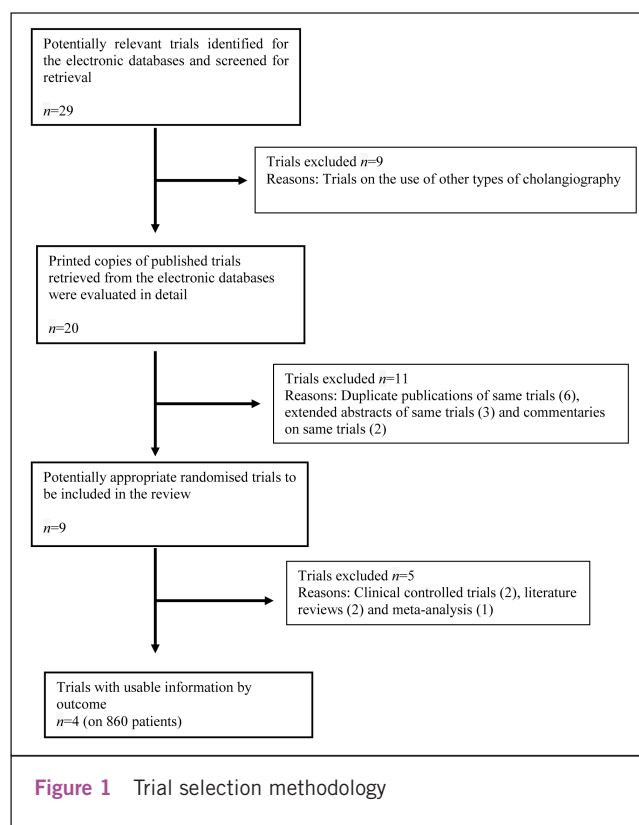 Potentially relevant trials identified for
the electronic databases and screened for
retrieval
n=29
Trials excluded n=9
Reasons: Trials on the use of other types of cholangiography
Printed copies of published trials
retrieved from the electronic databases
were evaluated in detail
n=20
Trials excluded n=11
Reasons: Duplicate publications of same trials (6),
extended abstracts of same trials (3) and commentaries
on same trials (2)
Potentially appropriate randomised trials to
be included in the review
n=9
Trials excluded n=5
Reasons: Clinical controlled trials (2), literature
reviews (2) and meta-analysis (1)
Trials with usable information by
outcome
n=4 (on 860 patients)
Figure 1 Trial selection methodology